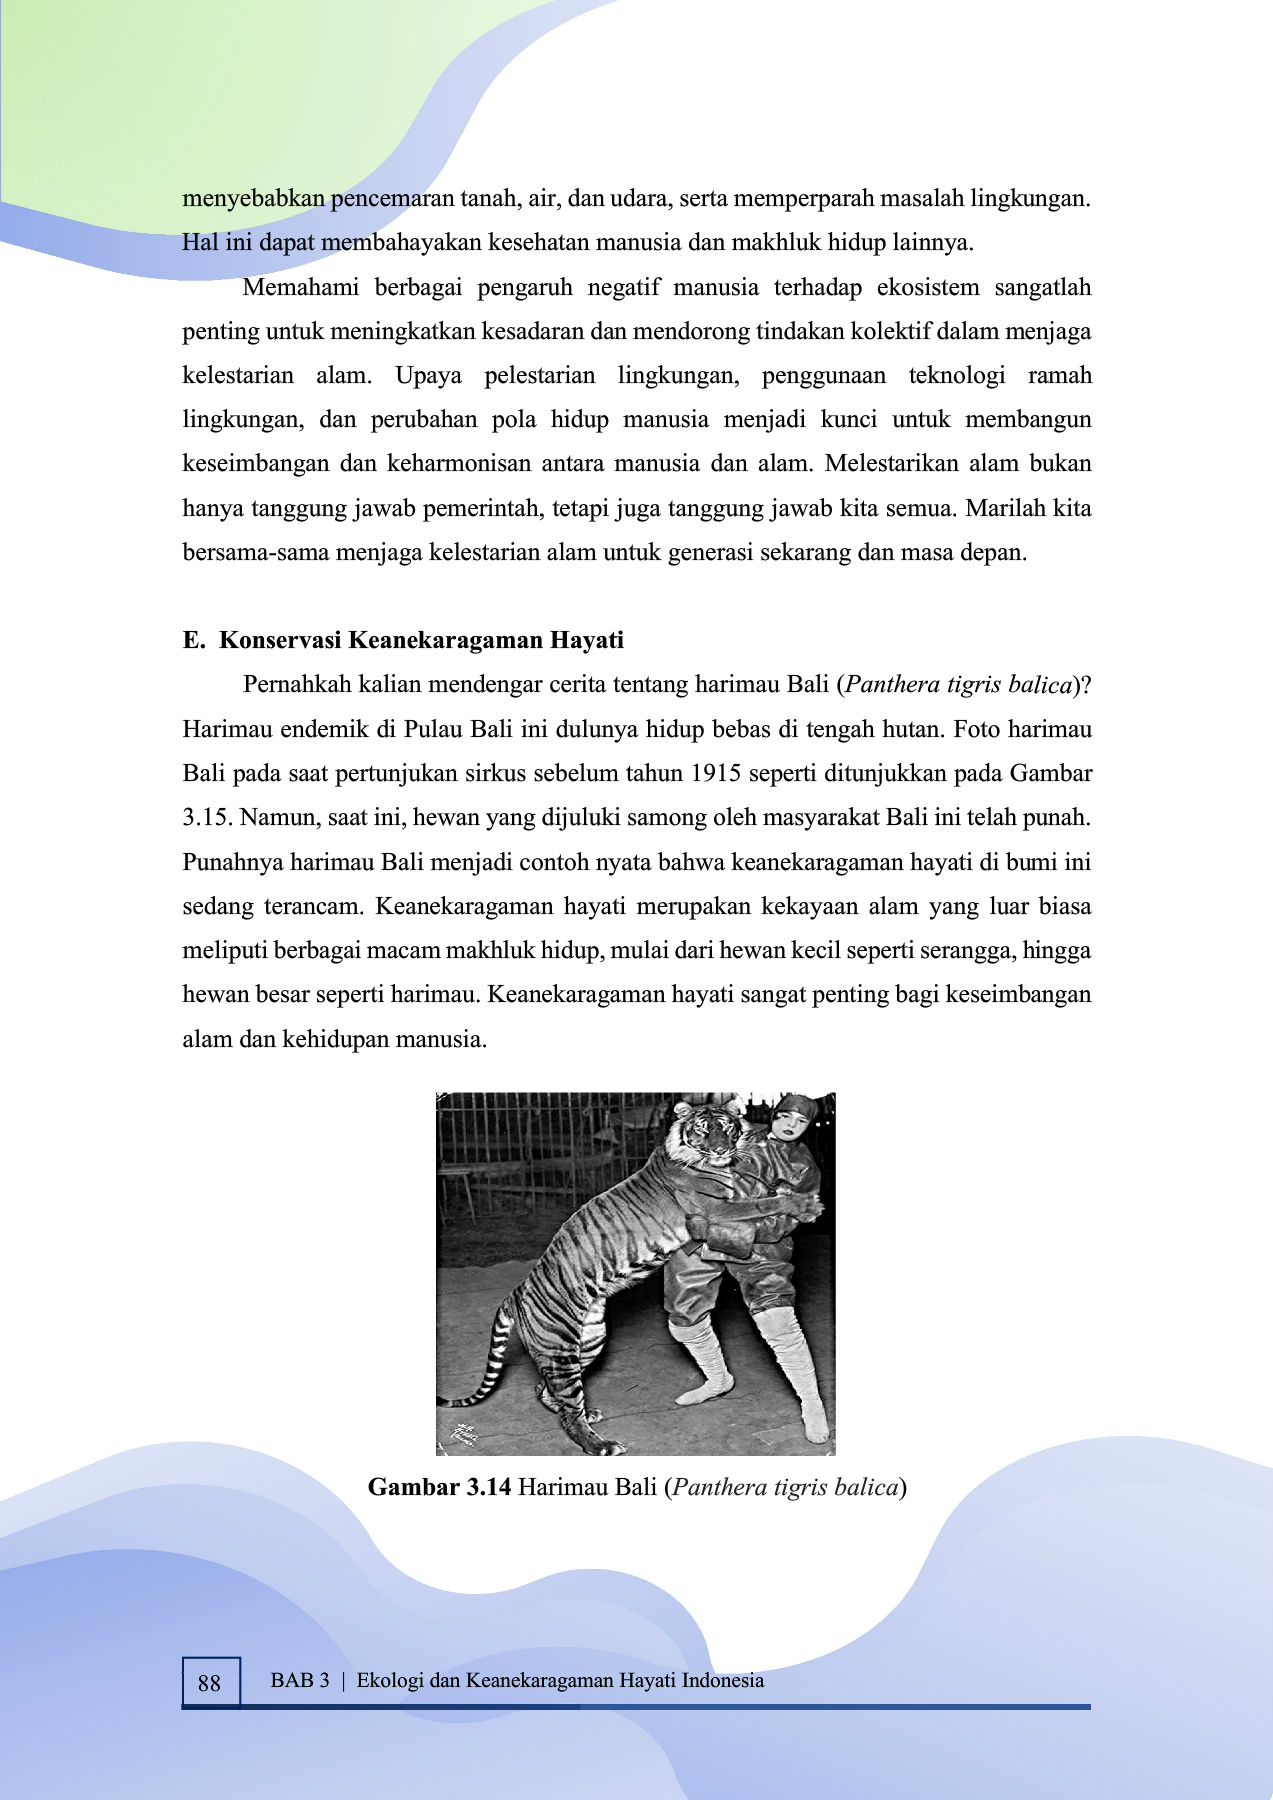 menyebabkan pencemaran tanah, air, dan udara, serta memperparah masalah lingkungan.
Hal ini dapat membahayakan kesehatan manusia dan makhluk hidup lainnya.
Memahami berbagai pengaruh negatif manusia terhadap ekosistem sangatlah
penting untuk meningkatkan kesadaran dan mendorong tindakan kolektif dalam menjaga
kelestarian alam. Upaya pelestarian lingkungan, penggunaan teknologi ramah
lingkungan, dan perubahan pola hidup manusia menjadi kunci untuk membangun
keseimbangan dan keharmonisan antara manusia dan alam. Melestarikan alam bukan
hanya tanggung jawab pemerintah, tetapi juga tanggung jawab kita semua. Marilah kita
bersama-sama menjaga kelestarian alam untuk generasi sekarang dan masa depan.
E. Konservasi Keanekaragaman Hayati
Pernahkah kalian mendengar cerita tentang harimau Bali (Panthera tigris balica)?
Harimau endemik di Pulau Bali ini dulunya hidup bebas di tengah hutan. Foto harimau
Bali pada saat pertunjukan sirkus sebelum tahun 1915 seperti ditunjukkan pada Gambar
3.15. Namun, saat ini, hewan yang dijuluki samong oleh masyarakat Bali ini telah punah.
Punahnya harimau Bali menjadi contoh nyata bahwa keanekaragaman hayati di bumi ini
sedang terancam. Keanekaragaman hayati merupakan kekayaan alam yang luar biasa
meliputi berbagai macam makhluk hidup, mulai dari hewan kecil seperti serangga, hingga
hewan besar seperti harimau. Keanekaragaman hayati sangat penting bagi keseimbangan
alam dan kehidupan manusia.
Gambar 3.14 Harimau Bali (Panthera tigris balica)
88 BAB 3 | Ekologi dan Keanekaragaman Hayati Indonesia